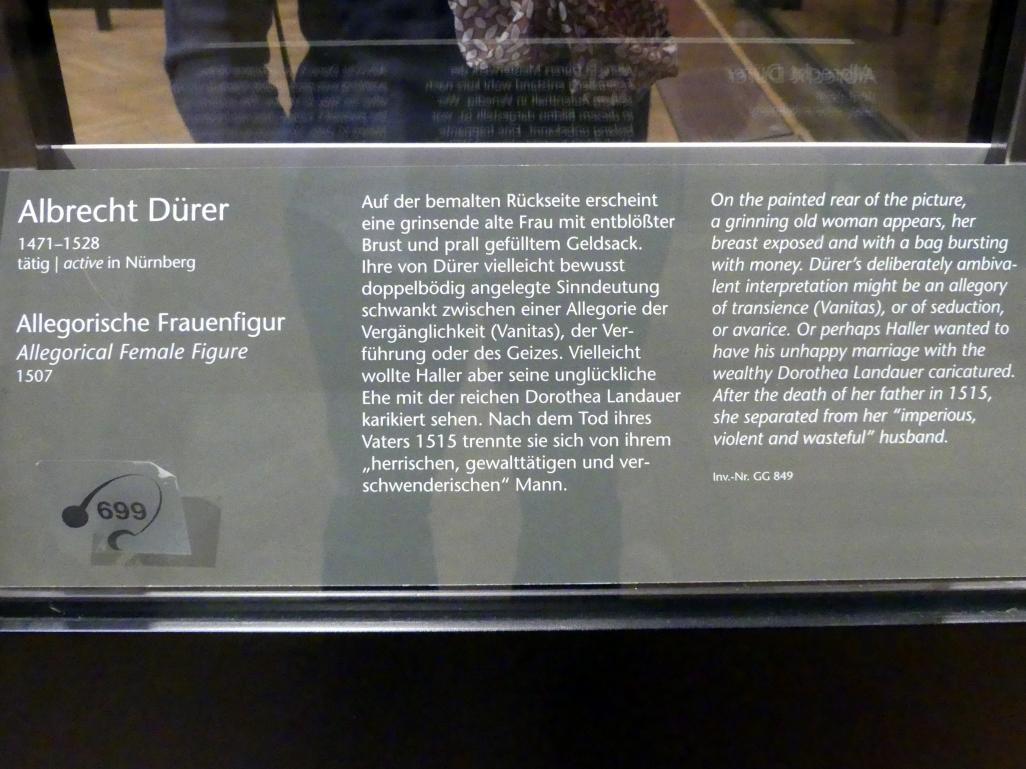 Albrecht Dürer
1471–1528
tätig | active in Nürnberg
Allegorische Frauenfigur
Allegorical Female Figure
1507
699
Auf der bemalten Rückseite erscheint
eine grinsende alte Frau mit entblößter
Brust und prall gefülltem Geldsack.
Ihre von Dürer vielleicht bewusst
doppelbödig angelegte Sinndeutung
schwankt zwischen einer Allegorie der
Vergänglichkeit (Vanitas), der Ver-
führung oder des Geizes. Vielleicht
wollte Haller aber seine unglückliche
Ehe mit der reichen Dorothea Landauer
karikiert sehen. Nach dem Tod ihres
Vaters 1515 trennte sie sich von ihrem
„herrischen, gewalttätigen und ver-
schwenderischen“ Mann.
On the painted rear of the picture,
a grinning old woman appears, her
breast exposed and with a bag bursting
with money. Dürer’s deliberately ambiva-
lent interpretation might be an allegory
of transience (Vanitas), or of seduction,
or avarice. Or perhaps Haller wanted to
have his unhappy marriage with the
wealthy Dorothea Landauer caricatured.
After the death of her father in 1515,
she separated from her “imperious,
violent and wasteful” husband.
Inv.-Nr. GG 849
Albrecht Dürer